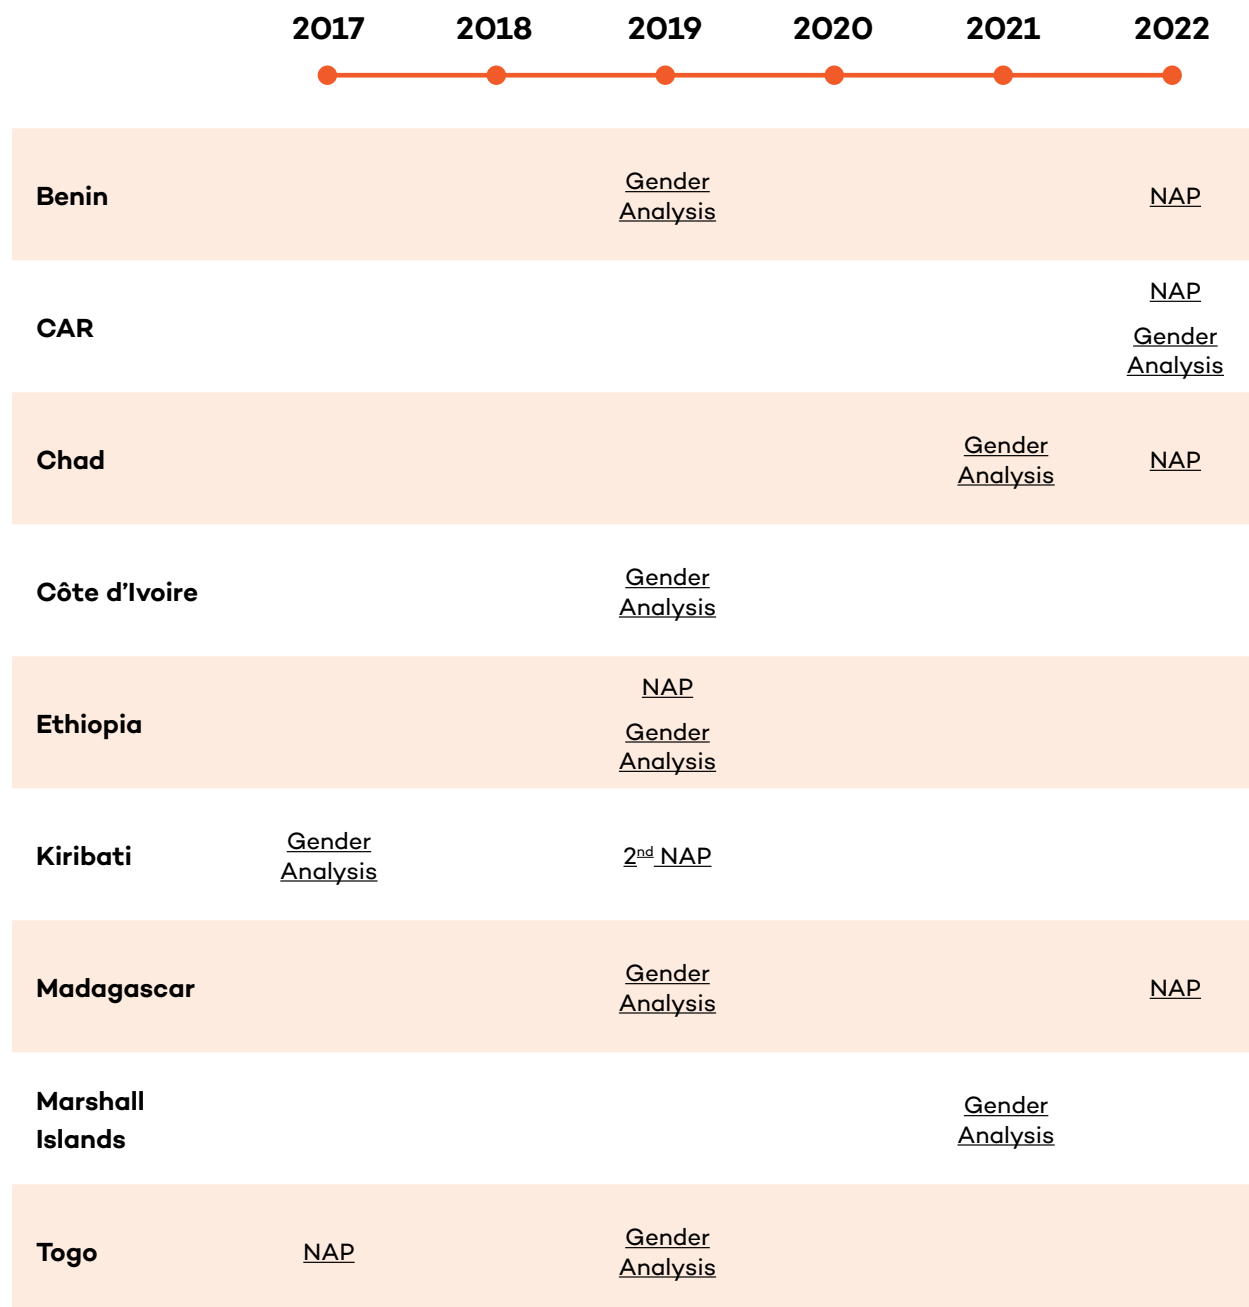 2017 2018 2019 2020 2021 2022
Benin
Gender
Analysis
NAP
CAR
NAP
Gender
Analysis
Chad
Gender
Analysis
NAP
Côte d’Ivoire
Gender
Analysis
Ethiopia
NAP
Gender
Analysis
Kiribati
Gender
Analysis
2nd NAP
Madagascar
Gender
Analysis
NAP
Marshall
Islands
Gender
Analysis
Togo
NAP
Gender
Analysis